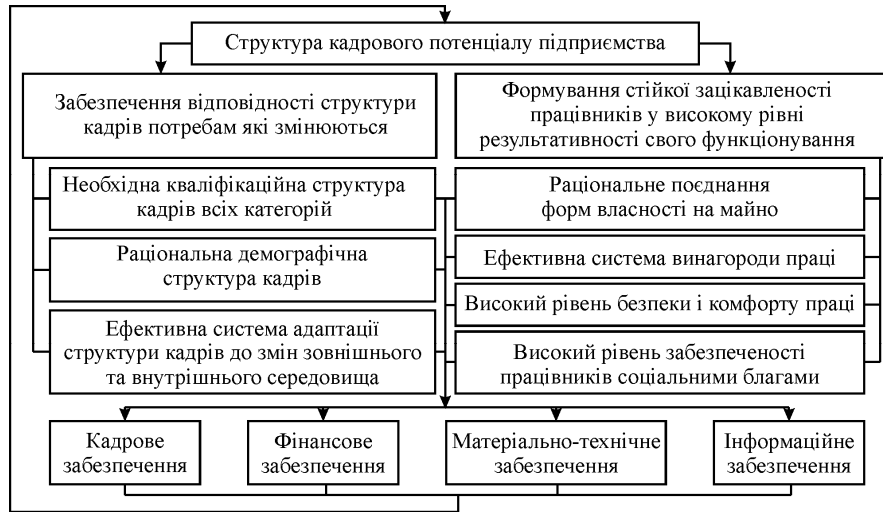 Структура кадрового потенціалу підприємства
Забезпечення відповідності структури
кадрів потребам які змінюються
Формування стійкої зацікавленості
працівників у високому рівні
результативності свого функціонування
Необхідна кваліфікаційна структура
кадрів всіх категорій
Раціональна демографічна
структура кадрів
Ефективна система адаптації
структури кадрів до змін зовнішнього
та внутрішнього середовища
Раціональне поєднання
форм власності на майно
Ефективна система винагороди праці
Високий рівень безпеки і комфорту праці
Високий рівень забезпеченості
працівників соціальними благами
Кадрове
забезпечення
Фінансове
забезпечення
Матеріально-технічне
забезпечення
Інформаційне
забезпечення